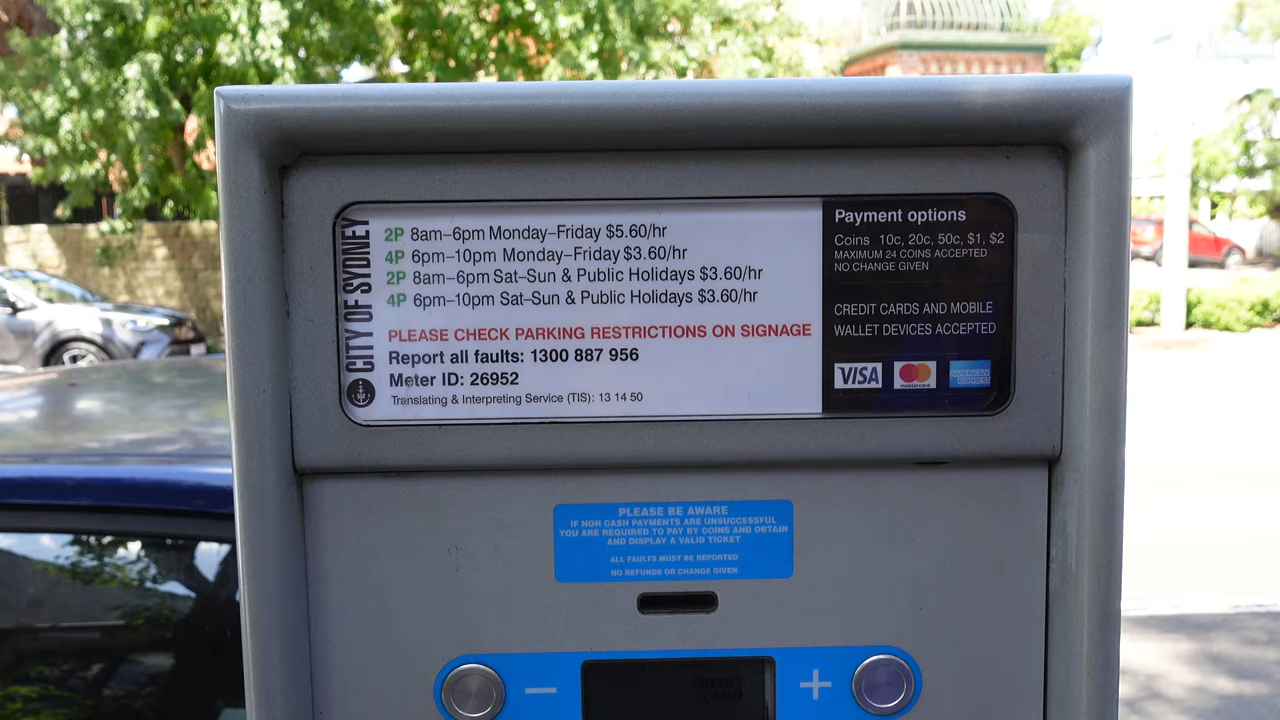 CITY OF SYDNEY
2P 8am–6pm Monday–Friday $5.60/hr
4P 6pm–10pm Monday–Friday $3.60/hr
2P 8am–6pm Sat–Sun & Public Holidays $3.60/hr
4P 6pm–10pm Sat–Sun & Public Holidays $3.60/hr
PLEASE CHECK PARKING RESTRICTIONS ON SIGNAGE
Report all faults: 1300 887 956
Meter ID: 26952
Translating & Interpreting Service (TIS): 13 14 50
Payment options
Coins 10c, 20c, 50c, $1, $2
MAXIMUM 24 COINS ACCEPTED
NO CHANGE GIVEN
CREDIT CARDS AND MOBILE
WALLET DEVICES ACCEPTED
VISA
mastercard
AMERICAN
EXPRESS
PLEASE BE AWARE
IF NON CASH PAYMENTS ARE UNSUCCESSFUL
YOU ARE REQUIRED TO PAY BY COINS AND OBTAIN
AND DISPLAY A VALID TICKET
ALL FAULTS MUST BE REPORTED
NO REFUNDS OR CHANGE GIVEN
– +